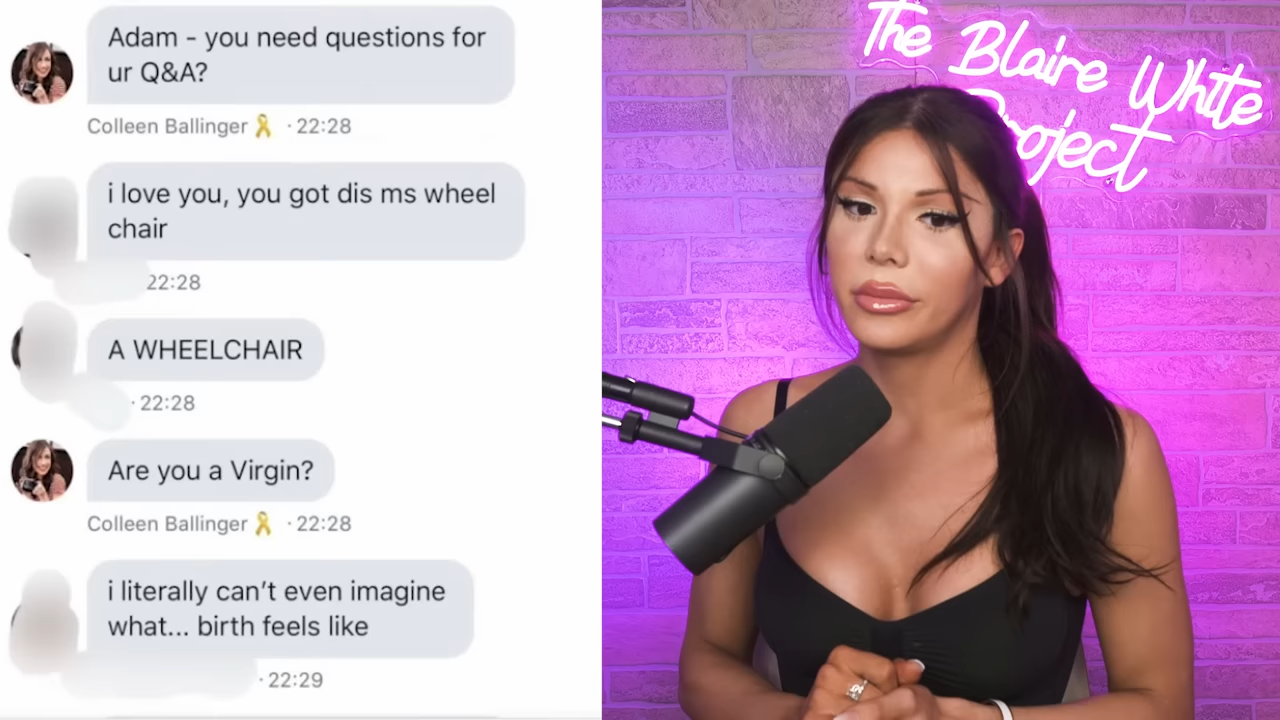 Adam - you need questions for
ur Q&A?
Colleen Ballinger 🎗 · 22:28
i love you, you got dis ms wheel
chair
22:28
A WHEELCHAIR
· 22:28
Are you a Virgin?
Colleen Ballinger 🎗 · 22:28
i literally can’t even imagine
what... birth feels like
· 22:29
The Blaire White
Project